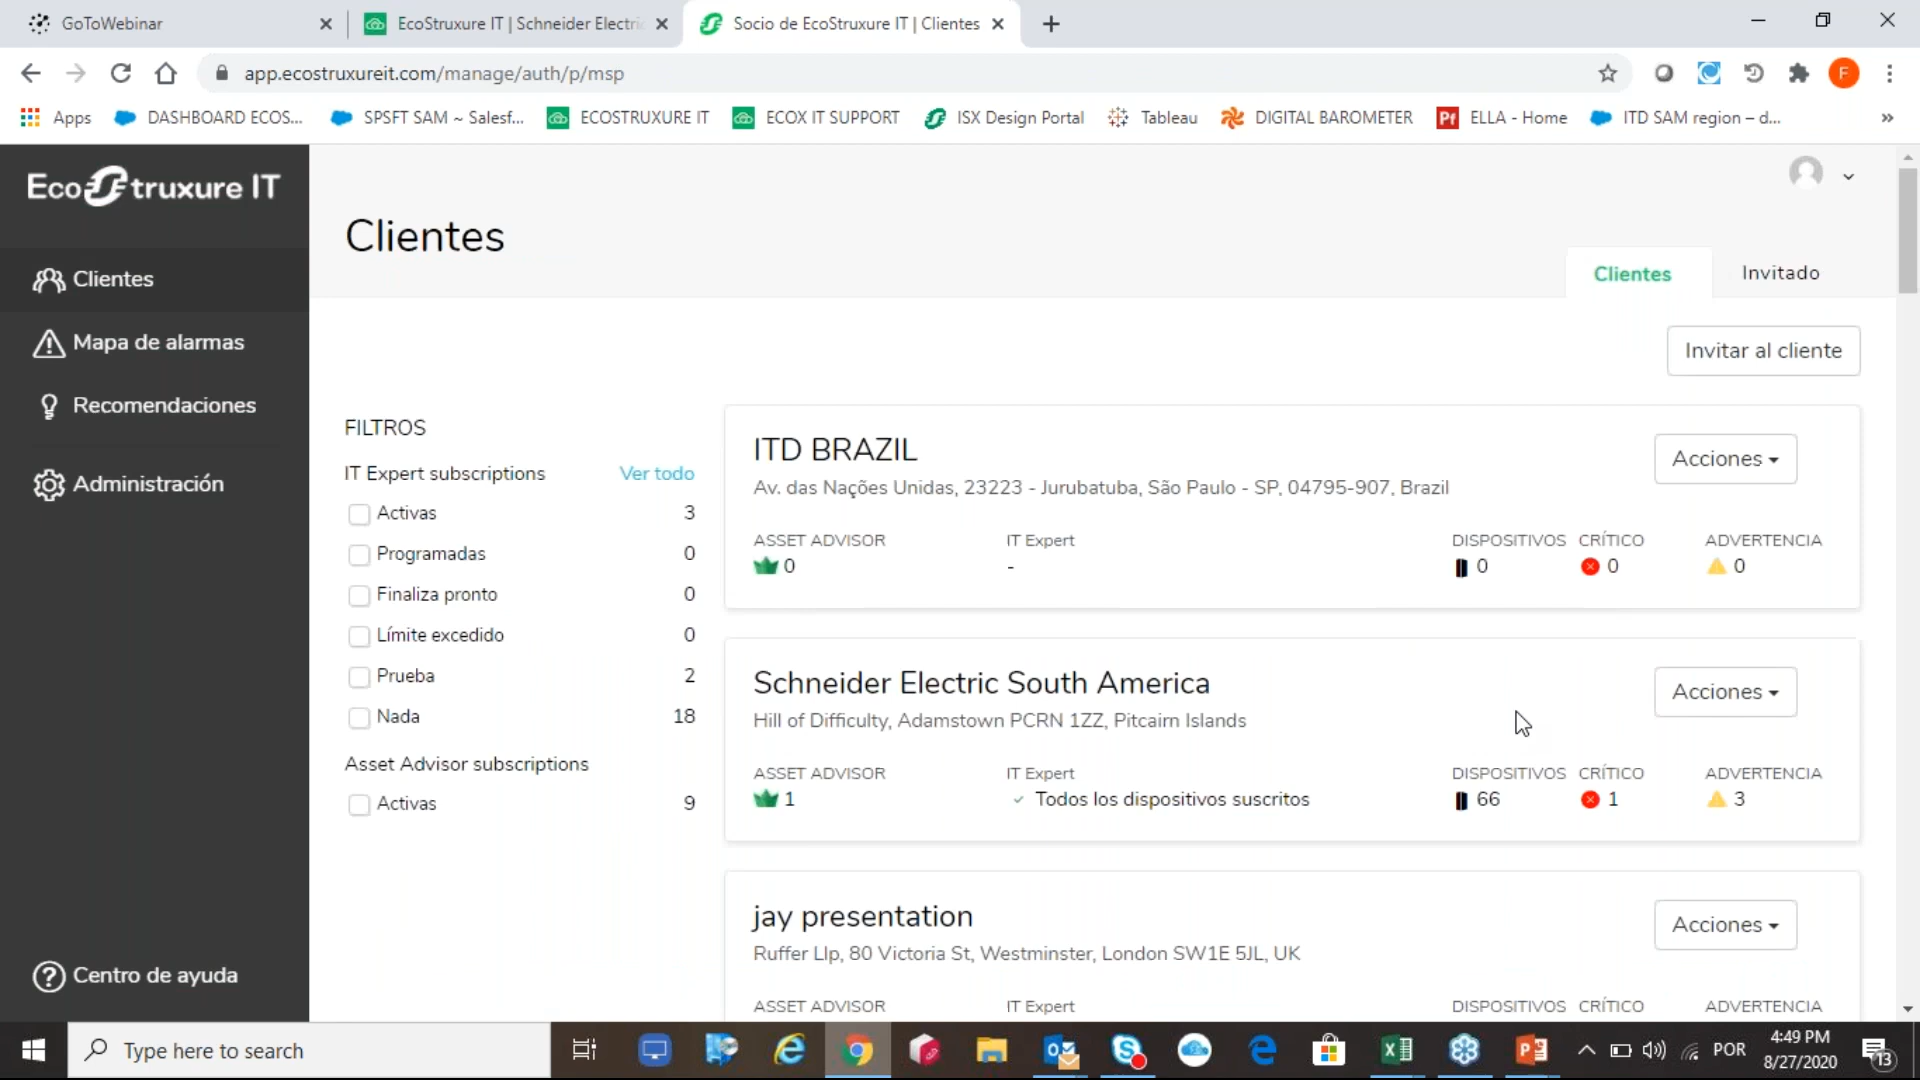 GoToWebinar
EcoStruxure IT | Schneider Electric
Socio de EcoStruxure IT | Clientes
app.ecostruxureit.com/manage/auth/p/msp
F
Apps
DASHBOARD ECOS...
SPSFT SAM ~ Salesf...
ECOSTRUXURE IT
ECOX IT SUPPORT
ISX Design Portal
Tableau
DIGITAL BAROMETER
ELLA - Home
ITD SAM region – d...
»
EcoStruxure IT
Clientes
Mapa de alarmas
Recomendaciones
Administración
Centro de ayuda
Clientes
Clientes
Invitado
Invitar al cliente
FILTROS
IT Expert subscriptions Ver todo
Activas 3
Programadas 0
Finaliza pronto 0
Límite excedido 0
Prueba 2
Nada 18
Asset Advisor subscriptions
Activas 9
ITD BRAZIL
Acciones
Av. das Nações Unidas, 23223 - Jurubatuba, São Paulo - SP, 04795-907, Brazil
ASSET ADVISOR IT Expert DISPOSITIVOS CRÍTICO ADVERTENCIA
0 - 0 0 0
Schneider Electric South America
Acciones
Hill of Difficulty, Adamstown PCRN 1ZZ, Pitcairn Islands
ASSET ADVISOR IT Expert DISPOSITIVOS CRÍTICO ADVERTENCIA
1 Todos los dispositivos suscritos 66 1 3
jay presentation
Acciones
Ruffer Llp, 80 Victoria St, Westminster, London SW1E 5JL, UK
ASSET ADVISOR IT Expert DISPOSITIVOS CRÍTICO ADVERTENCIA
Type here to search
POR
4:49 PM
8/27/2020
13